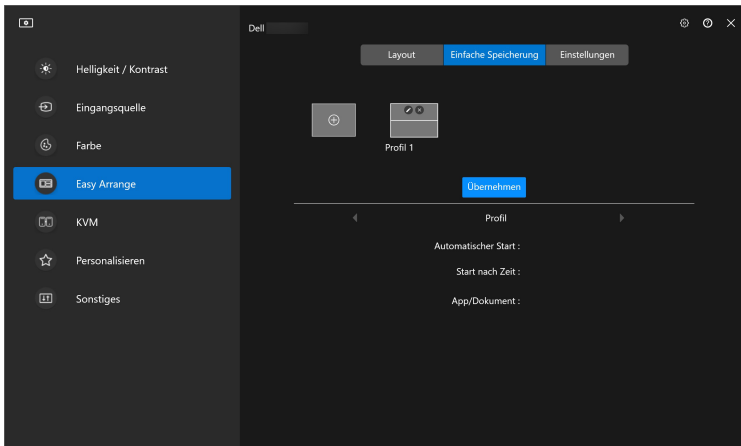 Dell
Layout
Einfache Speicherung
Einstellungen
Helligkeit / Kontrast
Eingangsquelle
Farbe
Easy Arrange
KVM
Personalisieren
Sonstiges
Profil 1
Übernehmen
Profil
Automatischer Start :
Start nach Zeit :
App/Dokument :